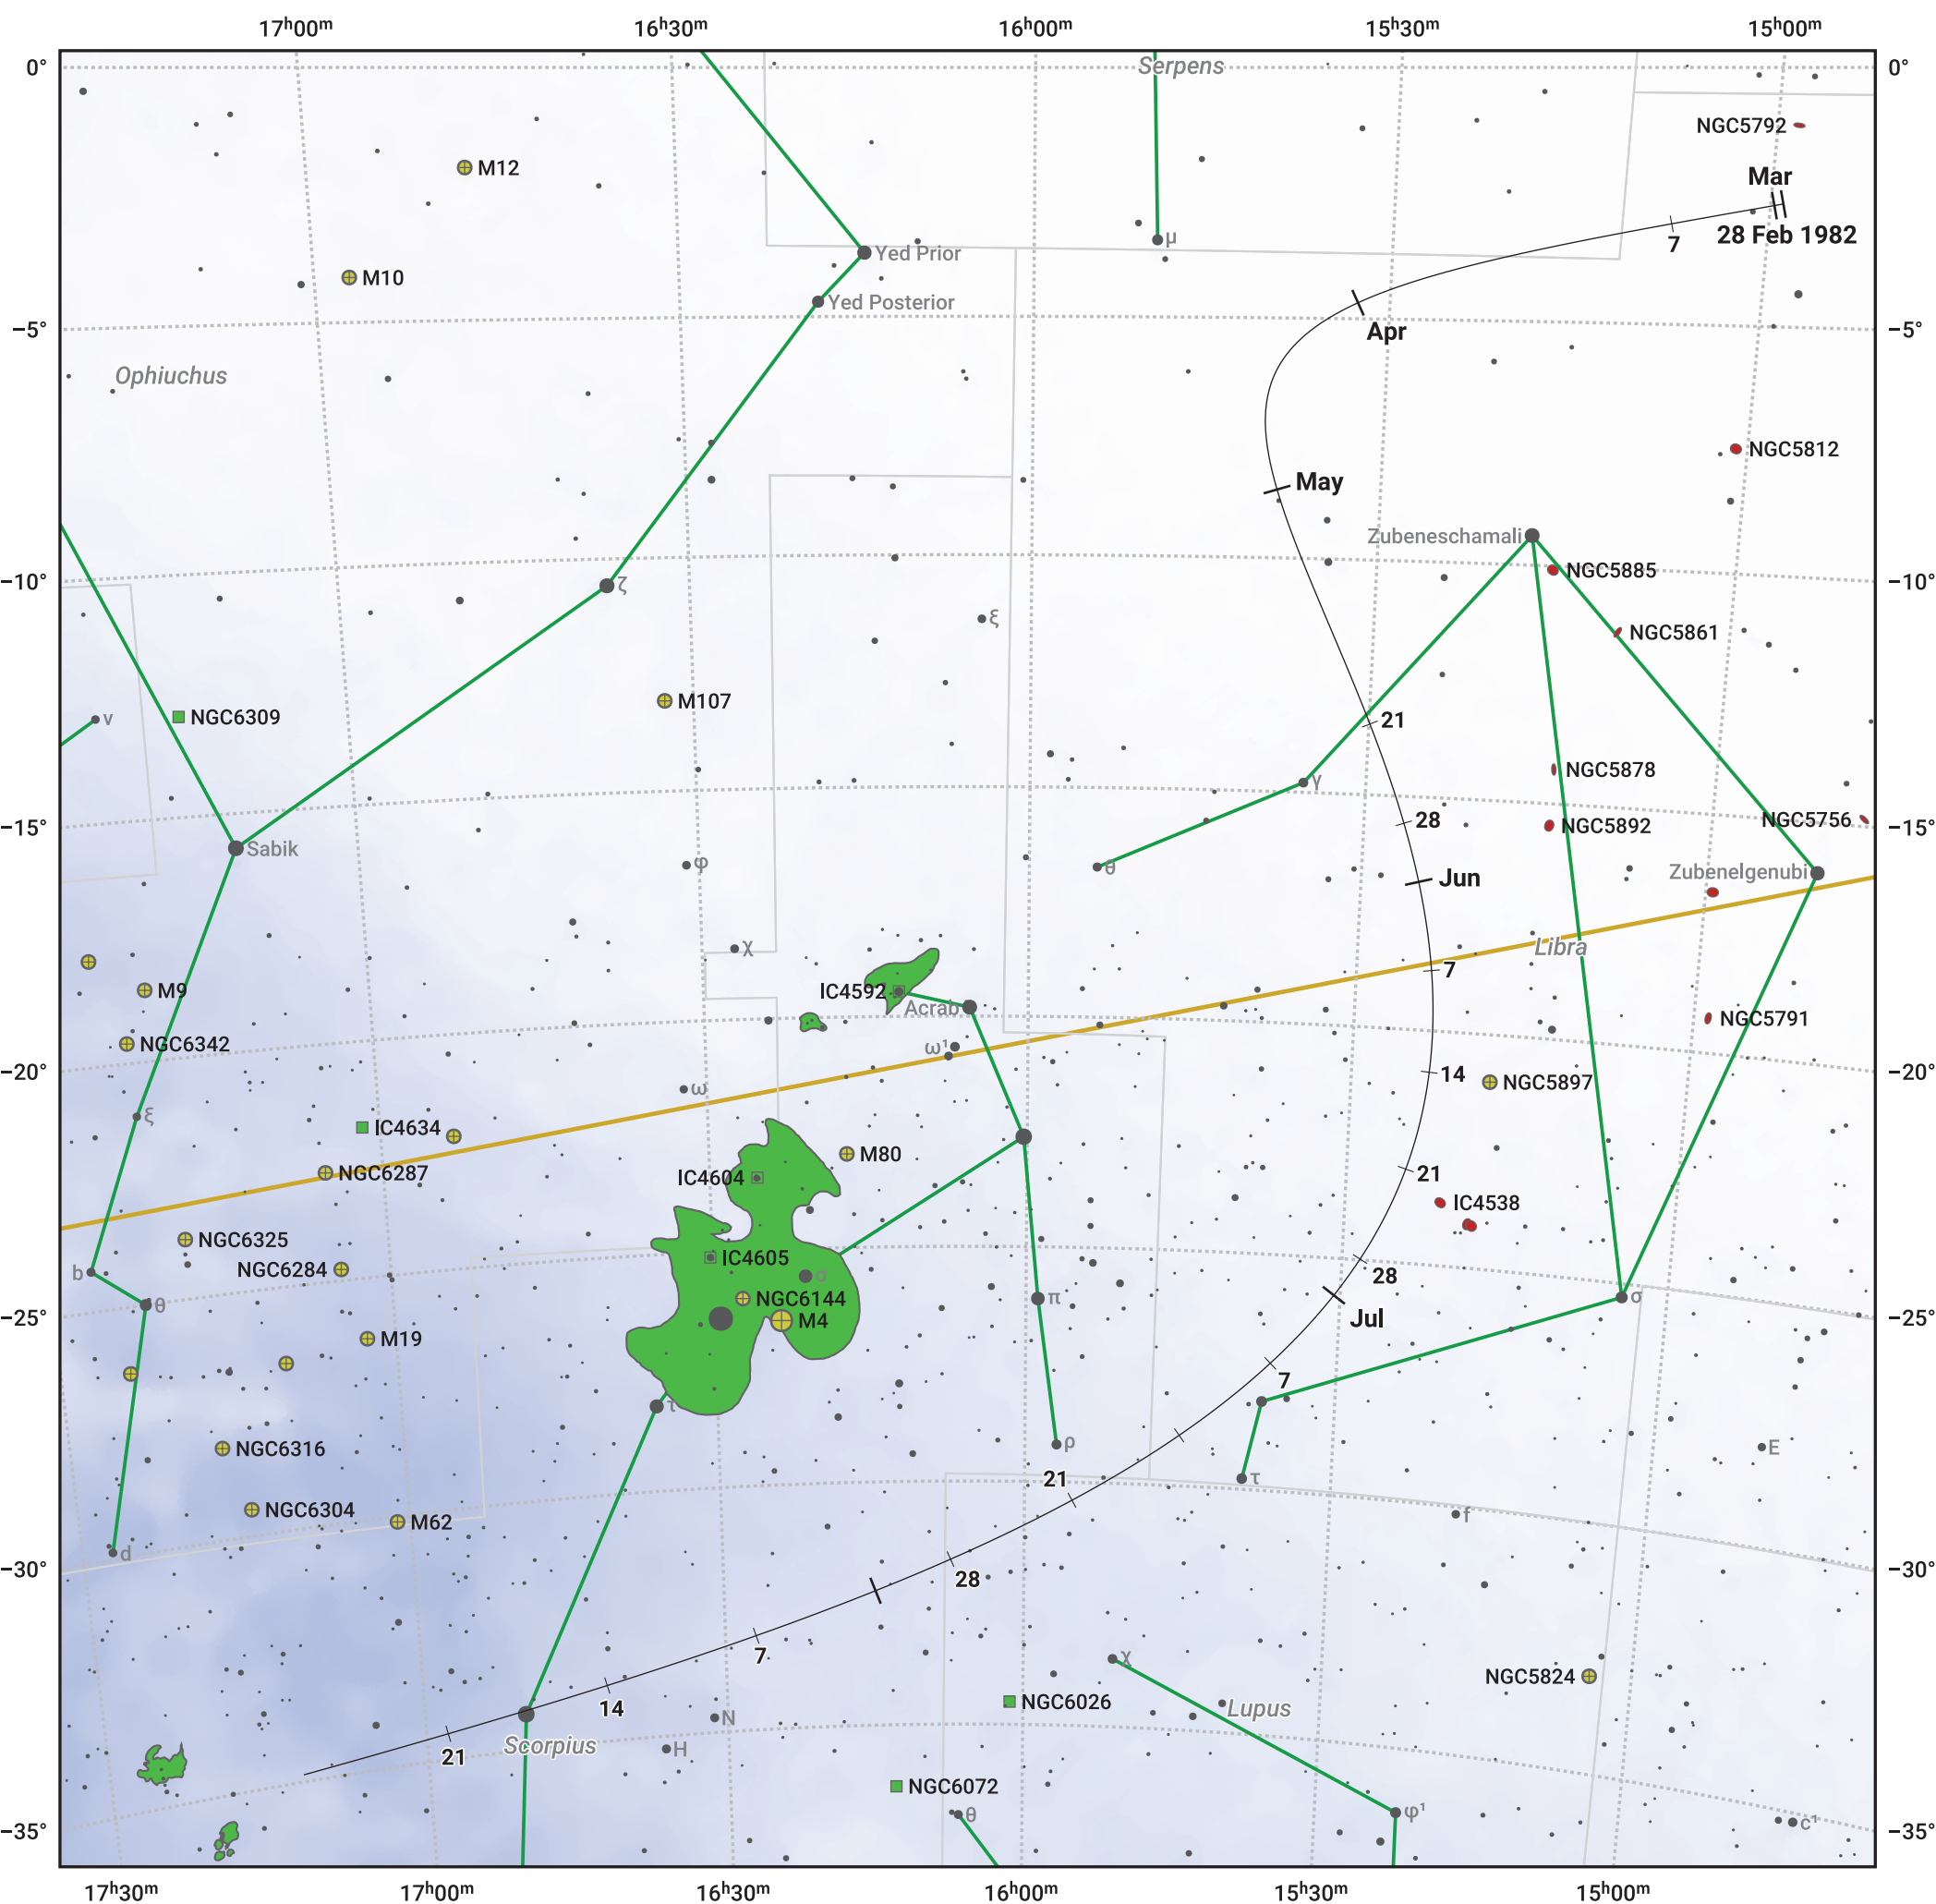 17ʰ00ᵐ 16ʰ30ᵐ 16ʰ00ᵐ 15ʰ30ᵐ 15ʰ00ᵐ
0° Serpens 0°
NGC5792
M12
Mar
28 Feb 1982
7
μ
Yed Prior
M10
Yed Posterior
−5° Apr −5°
Ophiuchus
NGC5812
May
Zubeneschamali
NGC5885
−10° ζ −10°
ξ
NGC5861
M107
ν NGC6309 21
NGC5878
γ
28
NGC5756
−15° NGC5892 −15°
Sabik
φ θ
Zubenelgenubi
Jun
χ Libra
7
M9 IC4592
Acrab
NGC5791
NGC6342 ω¹
−20° 14 −20°
NGC5897
ω
ξ
IC4634
M80
NGC6287 IC4604 21
IC4538
NGC6325
IC4605
NGC6284
b σ 28
θ NGC6144 π σ
−25° M4 Jul −25°
M19
7
τ
ρ
NGC6316 E
21 τ
NGC6304
f
M62
d
−30° 28 −30°
7 χ
NGC5824
NGC6026
14 N Lupus
Scorpius H
21
NGC6072
θ φ¹
c¹
−35° −35°
17ʰ30ᵐ 17ʰ00ᵐ 16ʰ30ᵐ 16ʰ00ᵐ 15ʰ30ᵐ 15ʰ00ᵐ